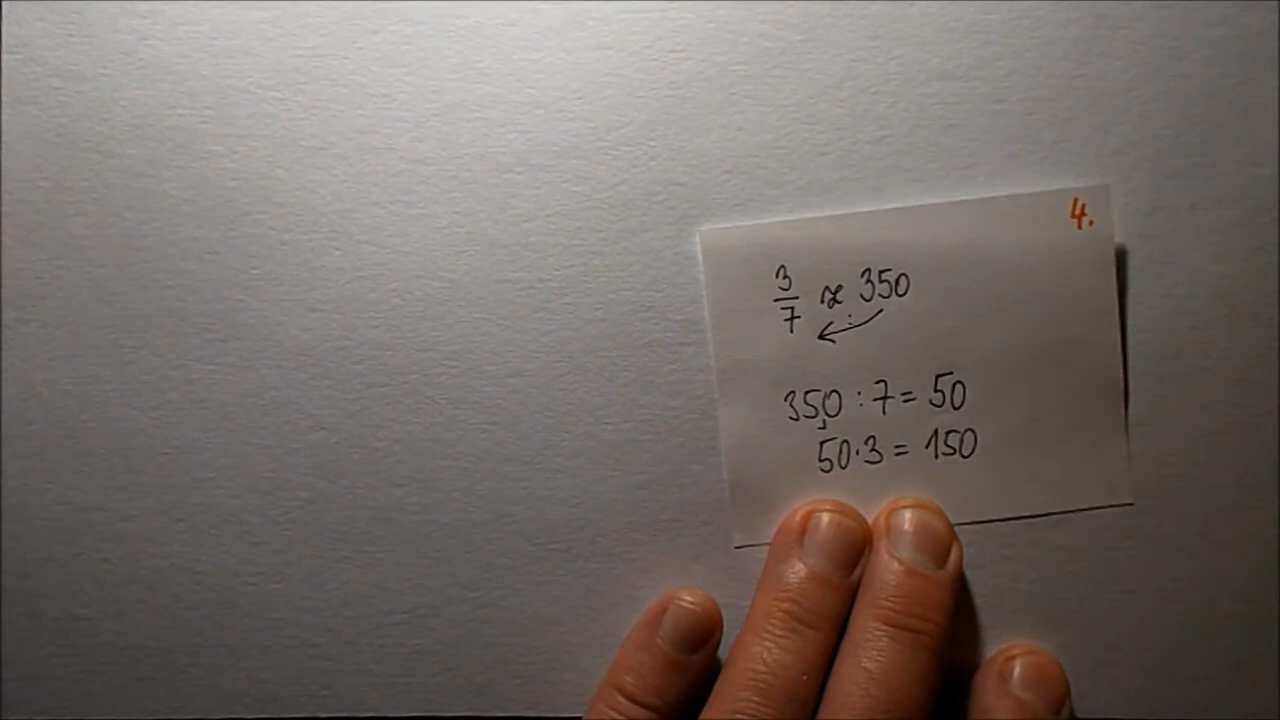 4.
3/7 z 350
:
350 : 7 = 50
50 · 3 = 150